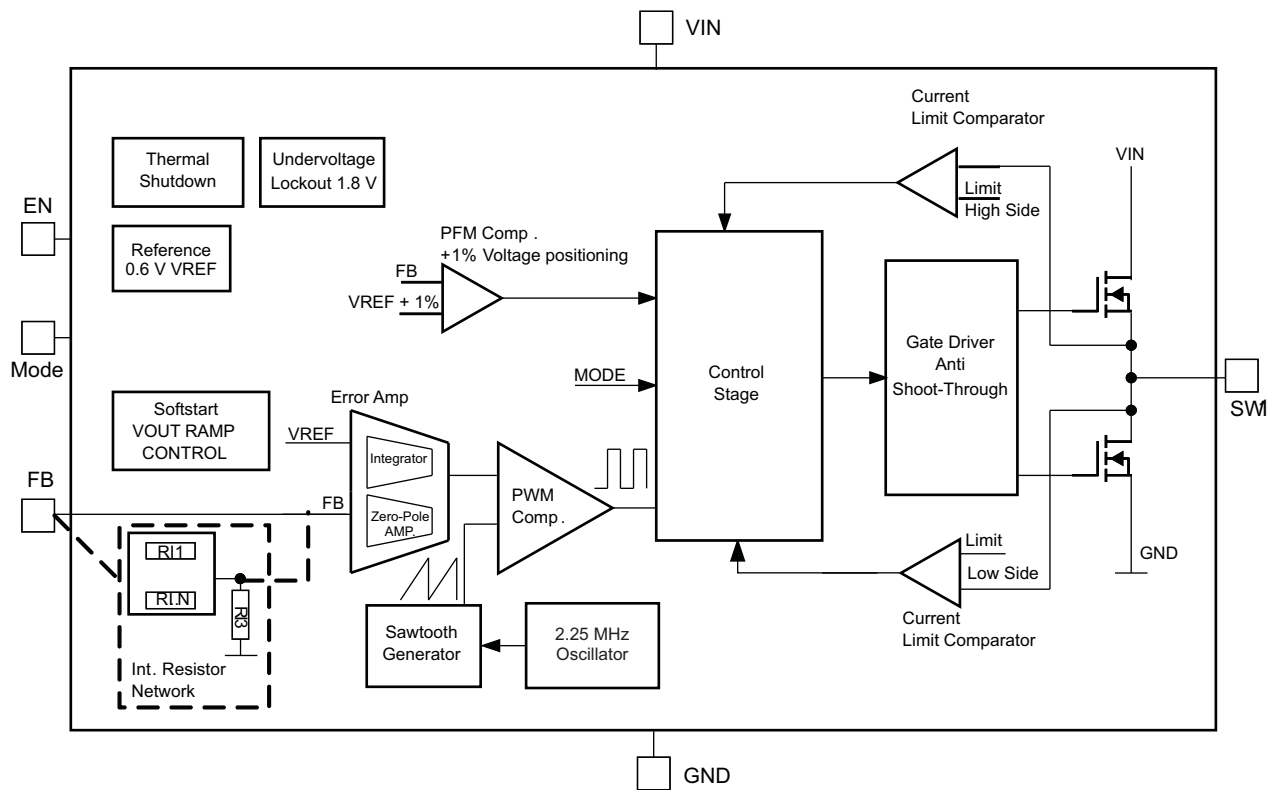 VIN
Current
Limit Comparator
Thermal
Shutdown
Undervoltage
Lockout 1.8 V
VIN
Limit
High Side
EN
Reference
0.6 V VREF
PFM Comp .
+1% Voltage positioning
FB
VREF + 1%
Mode
MODE
Control
Stage
Gate Driver
Anti
Shoot-Through
SW1
Softstart
VOUT RAMP
CONTROL
Error Amp
VREF
Integrator
FB
FB
Zero-Pole
AMP.
PWM
Comp .
RI1
RI..N
RI3
Int. Resistor
Network
Sawtooth
Generator
2.25 MHz
Oscillator
Limit
Low Side
Current
Limit Comparator
GND
GND